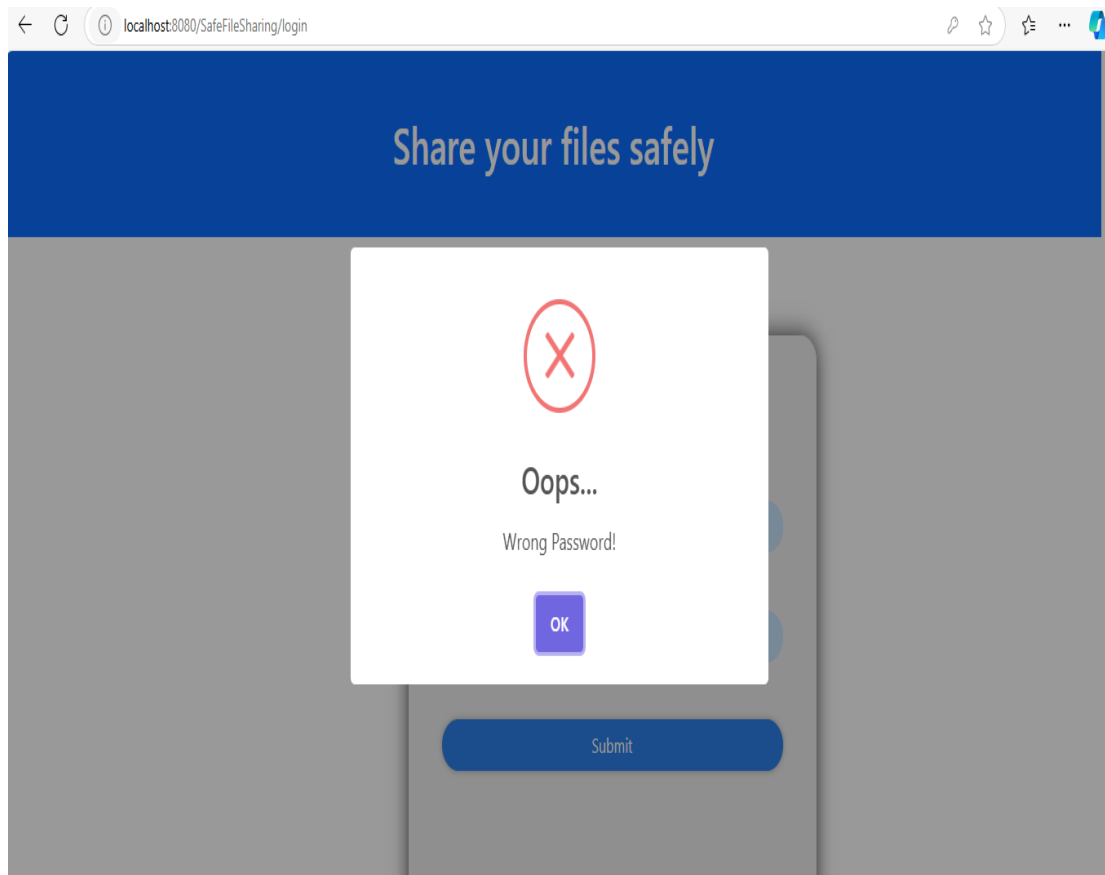 localhost:8080/SafeFileSharing/login
Share your files safely
Oops...
Wrong Password!
OK
Submit